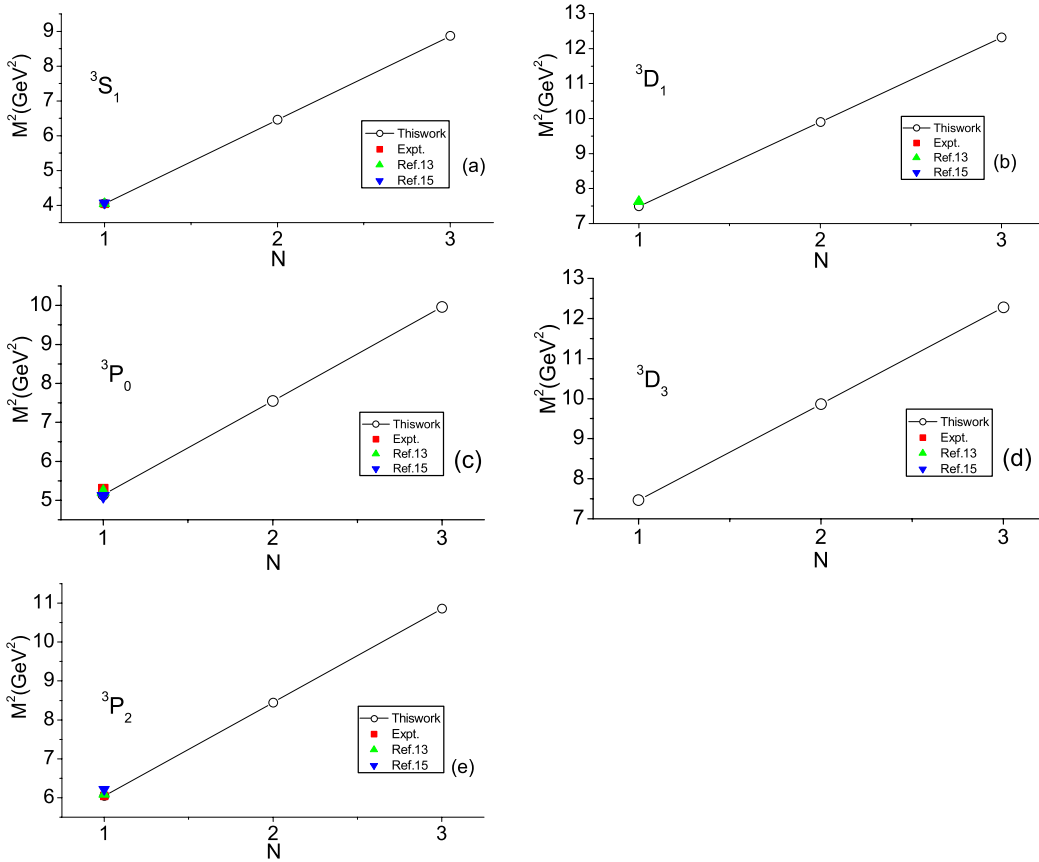 M²(GeV²)
9
8
7
6
5
4
³S₁
Thiswork
Expt.
Ref.13
Ref.15
(a)
1
2
3
N
M²(GeV²)
13
12
11
10
9
8
7
³D₁
Thiswork
Expt.
Ref.13
Ref.15
(b)
1
2
3
N
M²(GeV²)
10
9
8
7
6
5
³P₀
Thiswork
Expt.
Ref.13
Ref.15
(c)
1
2
3
N
M²(GeV²)
13
12
11
10
9
8
7
³D₃
Thiswork
Expt.
Ref.13
Ref.15
(d)
1
2
3
N
M²(GeV²)
11
10
9
8
7
6
³P₂
Thiswork
Expt.
Ref.13
Ref.15
(e)
1
2
3
N